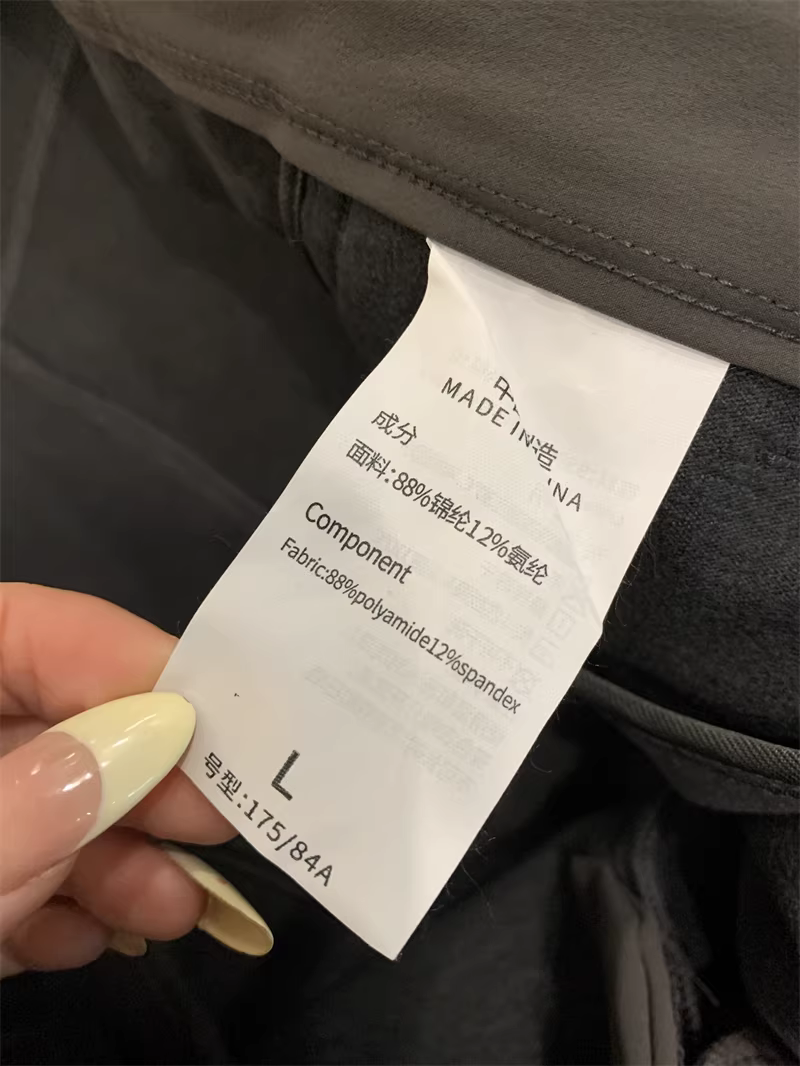 MADE IN
成分
面料:88%锦纶12%氨纶
Component
Fabric:88%polyamide12%spandex
L
号型:175/84A